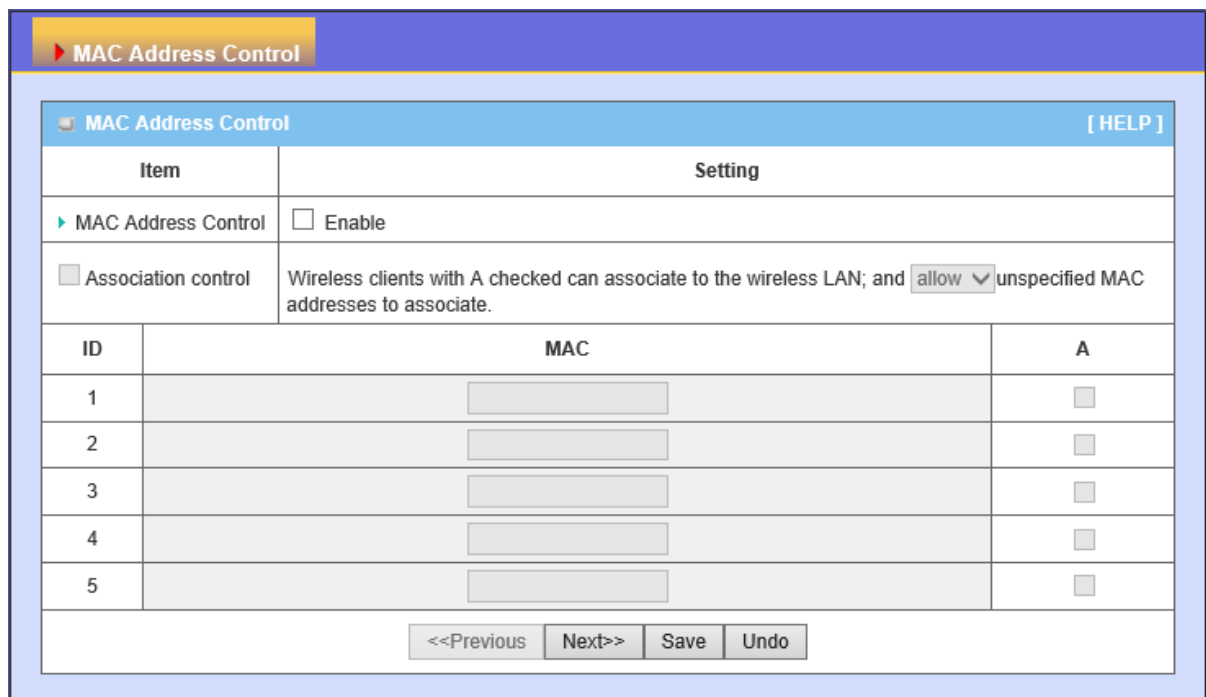 MAC Address Control
MAC Address Control [ HELP ]
Item Setting
MAC Address Control Enable
Association control Wireless clients with A checked can associate to the wireless LAN; and allow unspecified MAC
addresses to associate.
ID MAC A
1
2
3
4
5
<<Previous Next>> Save Undo